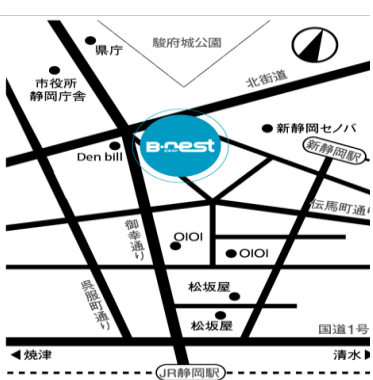 県庁
駿府城公園
北街道
市役所
静岡庁舎
B-nest
新静岡セノバ
Den bill
新静岡駅
伝馬町通り
御幸通り
OIOI
OIOI
呉服町通り
松坂屋
松坂屋
国道1号
◀焼津
清水▶
JR静岡駅